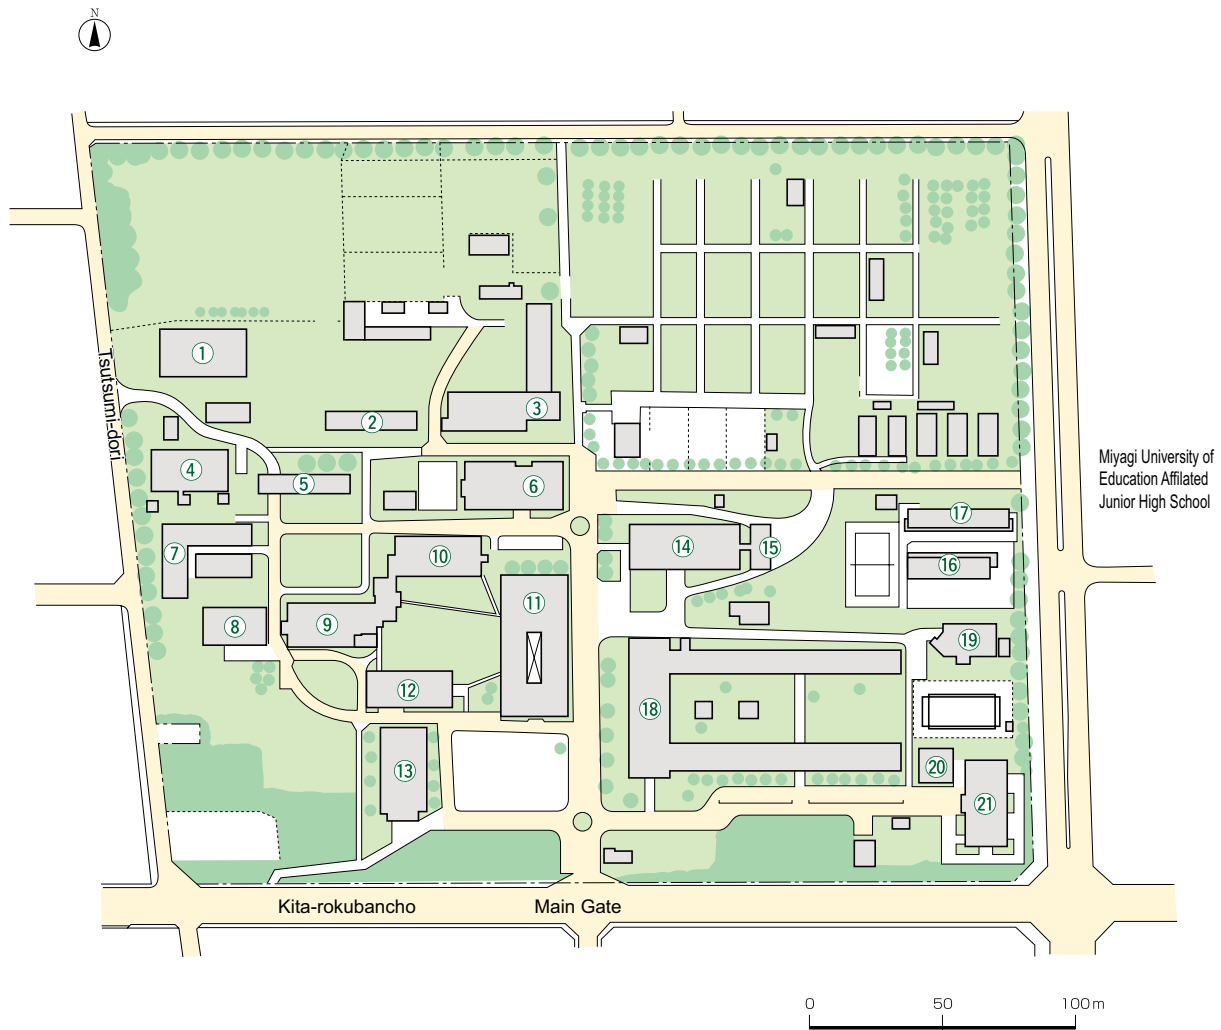 N
①
②
③
④
⑤
⑥
⑦
⑧
⑨
⑩
⑪
⑫
⑬
⑭
⑮
⑯
⑰
⑱
⑲
⑳
㉑
Tsutsumi-dori
Miyagi University of
Education Affilated
Junior High School
Kita-rokubancho
Main Gate
0 50 100m